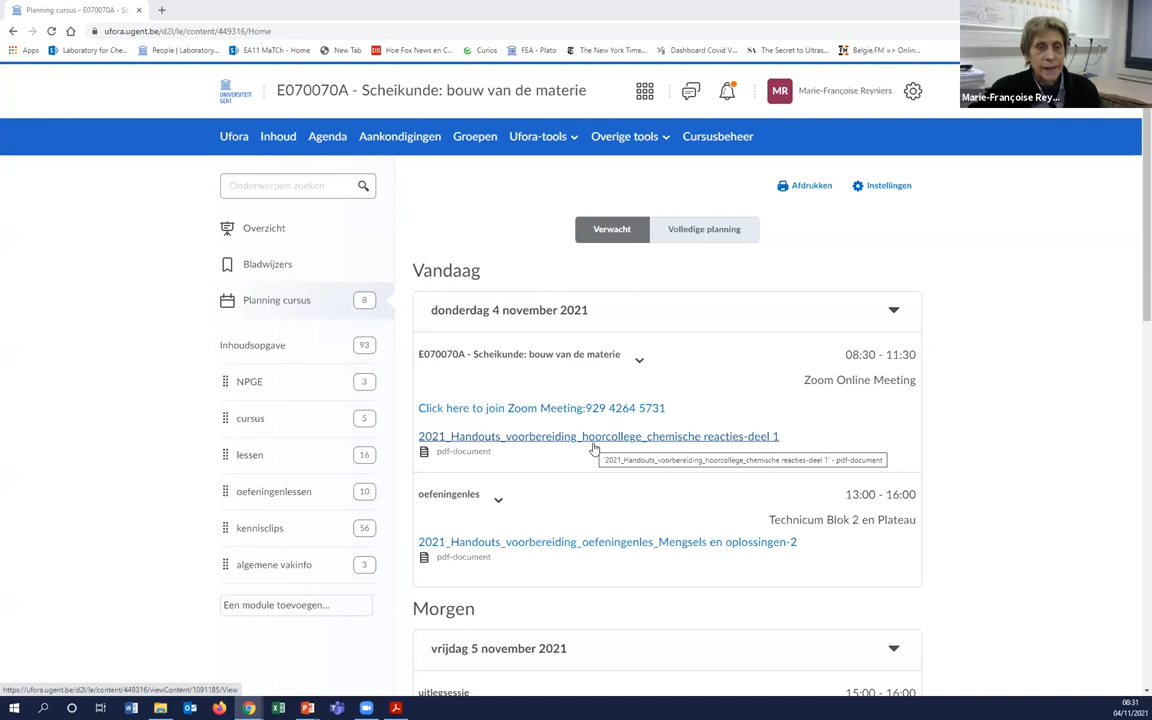 Planning cursus - E070070A - Sc
ufora.ugent.be/d2l/le/content/449316/Home
Apps
Laboratory for Che...
People | Laboratory...
EA11 MaTCh - Home
New Tab
Hoe Fox News en C...
Curios
FEA - Plato
The New York Time...
Dashboard Covid V...
The Secret to Ultras...
Belgie.FM => Onlin...
Marie-Françoise Rey...
UNIVERSITEIT
GENT
E070070A - Scheikunde: bouw van de materie
MR
Marie-Françoise Reyniers
Ufora
Inhoud
Agenda
Aankondigingen
Groepen
Ufora-tools
Overige tools
Cursusbeheer
Onderwerpen zoeken
Overzicht
Bladwijzers
Planning cursus 8
Inhoudsopgave 93
NPGE 3
cursus 5
lessen 16
oefeningenlessen 10
kennisclips 56
algemene vakinfo 3
Een module toevoegen...
Afdrukken
Instellingen
Verwacht
Volledige planning
Vandaag
donderdag 4 november 2021
E070070A - Scheikunde: bouw van de materie
08:30 - 11:30
Zoom Online Meeting
Click here to join Zoom Meeting:929 4264 5731
2021_Handouts_voorbereiding_hoorcollege_chemische reacties-deel 1
pdf-document
'2021_Handouts_voorbereiding_hoorcollege_chemische reacties-deel 1' - pdf-document
oefeningenles
13:00 - 16:00
Technicum Blok 2 en Plateau
2021_Handouts_voorbereiding_oefeningenles_Mengsels en oplossingen-2
pdf-document
Morgen
vrijdag 5 november 2021
uitlegsessie
15:00 - 16:00
https://ufora.ugent.be/d2l/le/content/449316/viewContent/1091185/View
08:31
04/11/2021